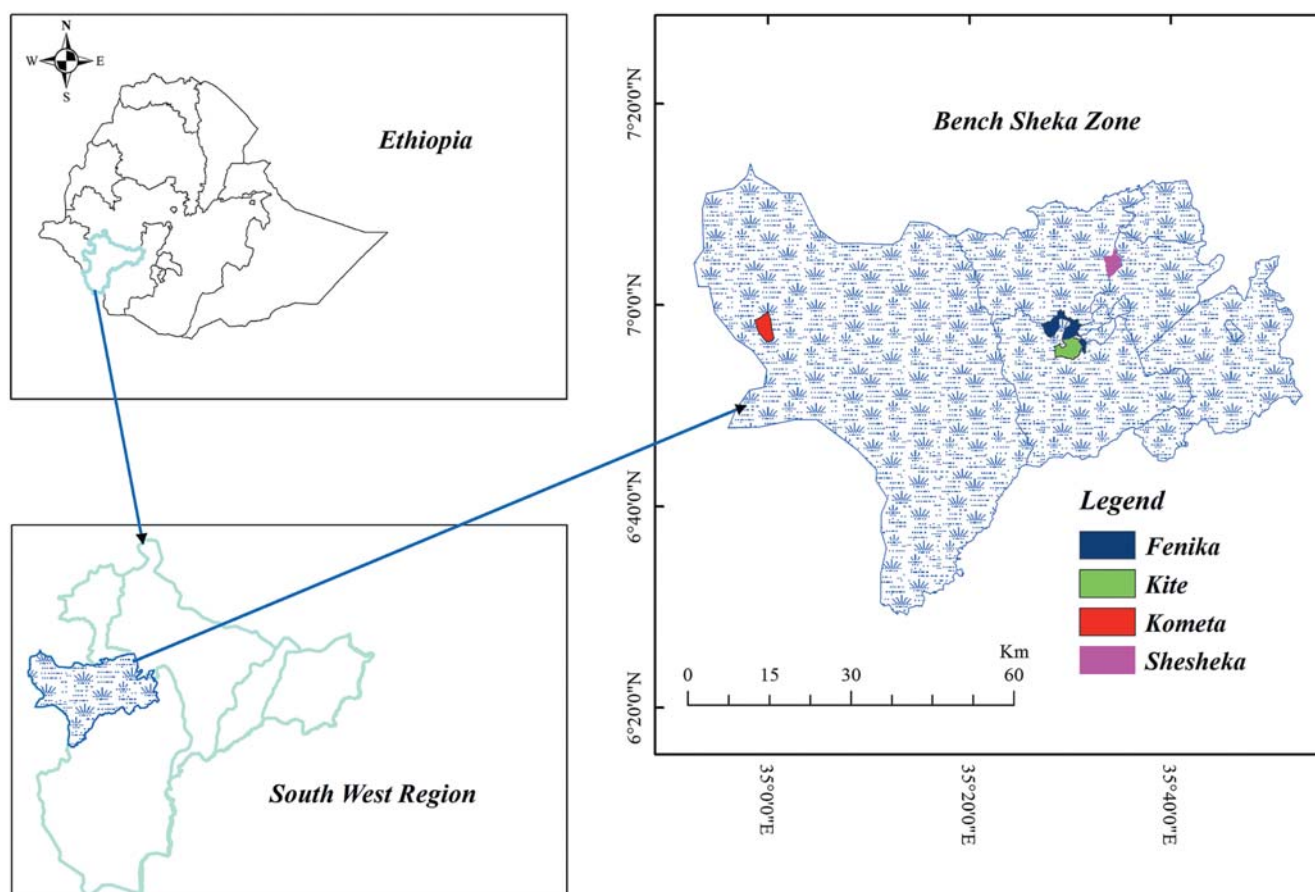 N
W
E
S
Ethiopia
South West Region
Bench Sheka Zone
7°20'0"N
7°0'0"N
6°40'0"N
6°20'0"N
Legend
Fenika
Kite
Kometa
Shesheka
Km
0 15 30 60
35°0'0"E
35°20'0"E
35°40'0"E